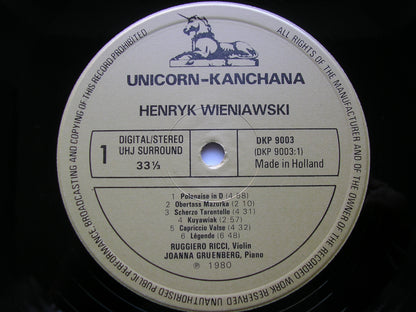 ALL RIGHTS OF THE MANUFACTURER AND OF THE OWNER OF THE RECORDED WORK RESERVED UNAUTHORISED PUBLIC PERFORMANCE, BROADCASTING AND COPYING OF THIS RECORD PROHIBITED
UNICORN-KANCHANA
HENRYK WIENIAWSKI
1
DIGITAL/STEREO
UHJ SURROUND
33⅓
DKP 9003
(DKP 9003:1)
Made in Holland
1 Polonaise in D (4 58)
2 Obertass Mazurka (2 10)
3 Scherzo Tarentelle (4 31)
4 Kuyawiak (2 57)
5 Capriccio Valse (4 32)
6 Légende (6 48)
RUGGIERO RICCI, Violin
JOANNA GRUENBERG, Piano
℗ 1980